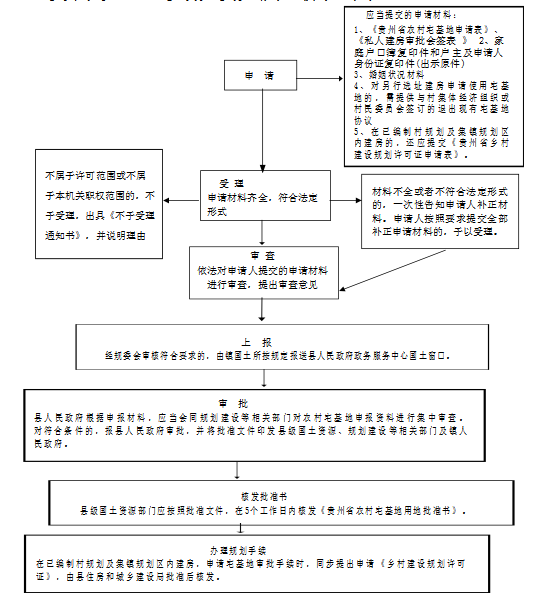 应当提交的申请材料：
1、《贵州省农村宅基地申请表》、
《私人建房审批会签表 》 2、家
庭户口簿复印件和户主及申请人
身份证复印件(出示原件)
3、婚姻状况材料
4、对另行选址建房申请使用宅基
地的，需提供与村集体经济组织或
村民委员会签订的退出现有宅基地
协议
5、在已编制村规划及集镇规划区
内建房的，还应提交《贵州省乡村
建设规划许可证申请表》。
申 请
不属于许可范围或不属
于本机关职权范围的，不
予受理，出具《不予受理
通知书》，并说明理由
受 理
申请材料齐全，符合法定
形式
材料不全或者不符合法定形式
的，一次性告知申请人补正材
料。申请人按照要求提交全部
补正申请材料的，予以受理。
审 查
依法对申请人提交的申请材料
进行审查，提出审查意见
上 报
经规委会审核符合要求的，由镇国土所按规定报送县人民政府政务服务中心国土窗口。
审 批
县人民政府根据申报材料，应当会同规划建设等相关部门对农村宅基地申报资料进行集中审查。
对符合条件的，报县人民政府审批，并将批准文件印发县级国土资源、规划建设等相关部门及镇人
民政府。
核发批准书
县级国土资源部门应按照批准文件，在5个工作日内核发《贵州省农村宅基地用地批准书》。
办理规划手续
在已编制村规划及集镇规划区内建房，申请宅基地审批手续时，同步提出申请《乡村建设规划许可
证》，由县住房和城乡建设局批准后核发。